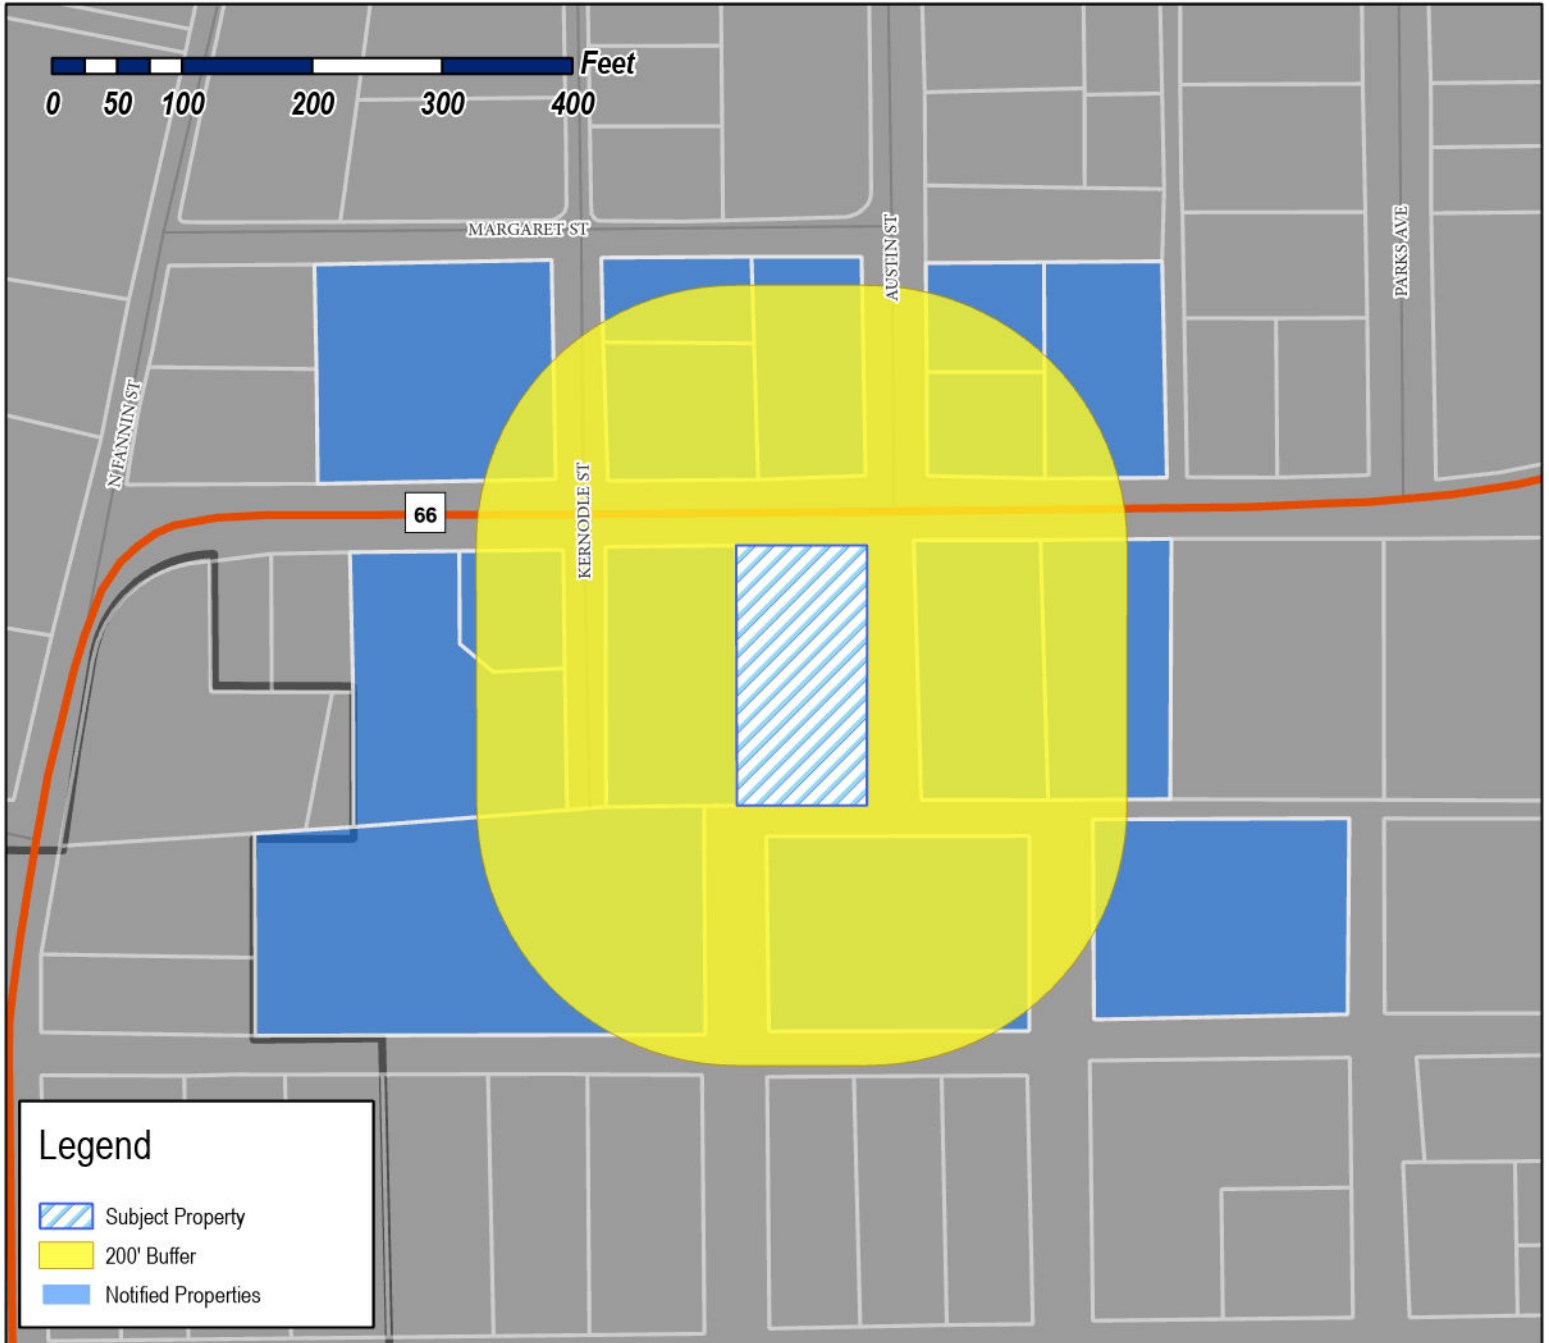 Feet
0 50 100 200 300 400
MARGARET ST
AUSTIN ST
PARKS AVE
N FANNIN ST
KERNODLE ST
66
Legend
Subject Property
200' Buffer
Notified Properties